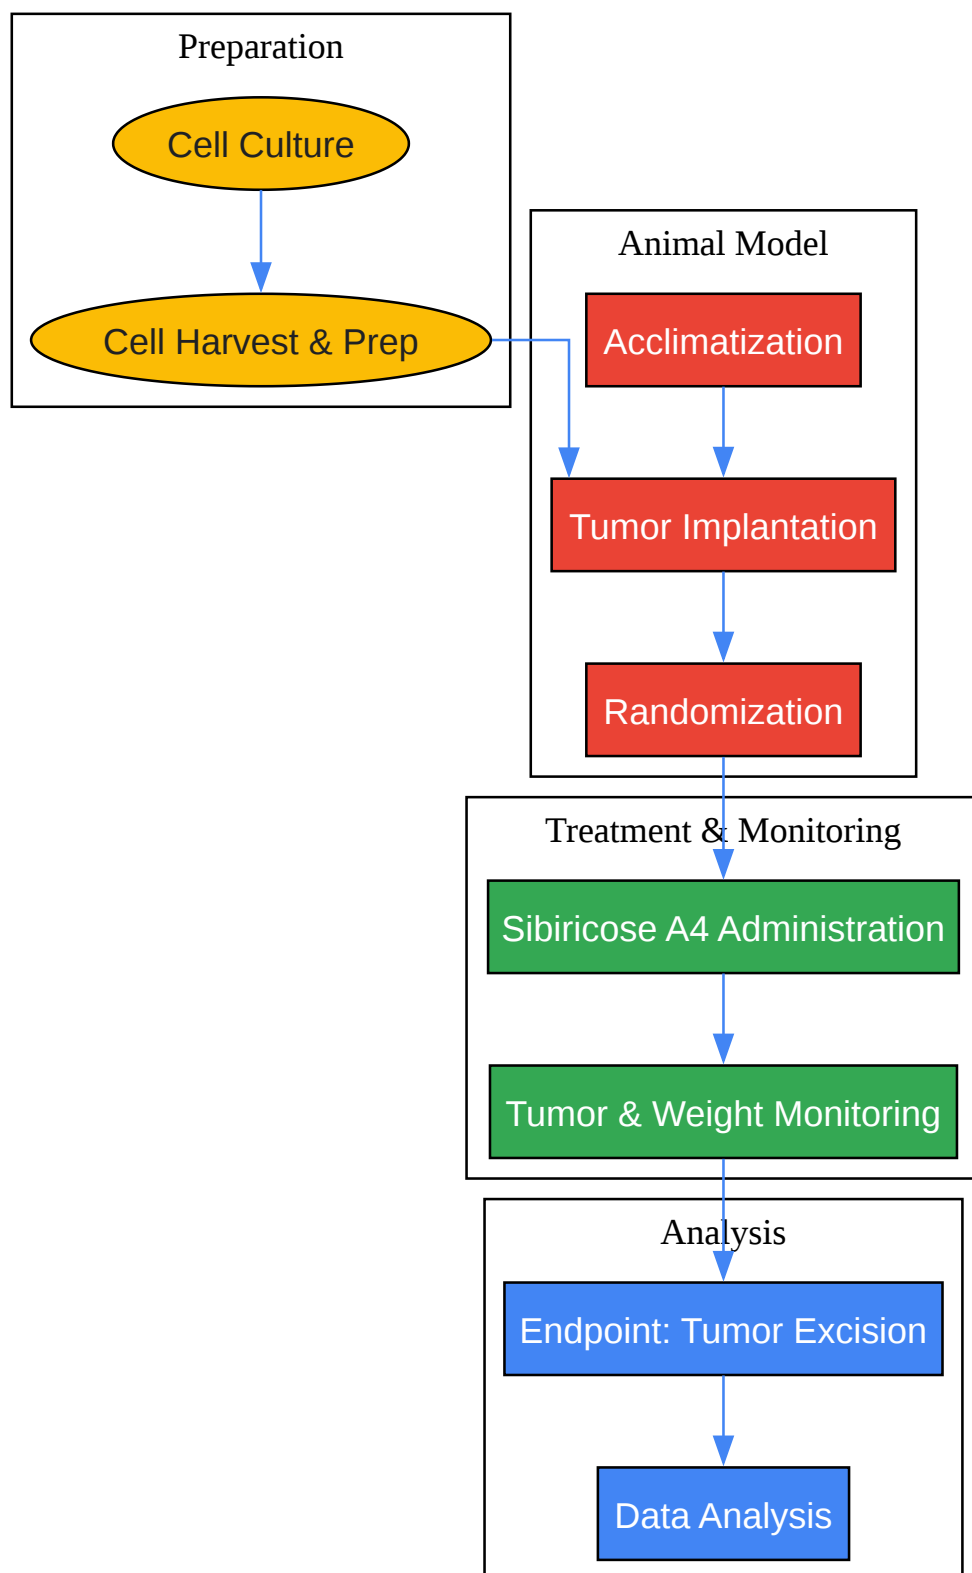 Preparation
Cell Culture
Cell Harvest & Prep
Animal Model
Acclimatization
Tumor Implantation
Randomization
Treatment & Monitoring
Sibiricose A4 Administration
Tumor & Weight Monitoring
Analysis
Endpoint: Tumor Excision
Data Analysis